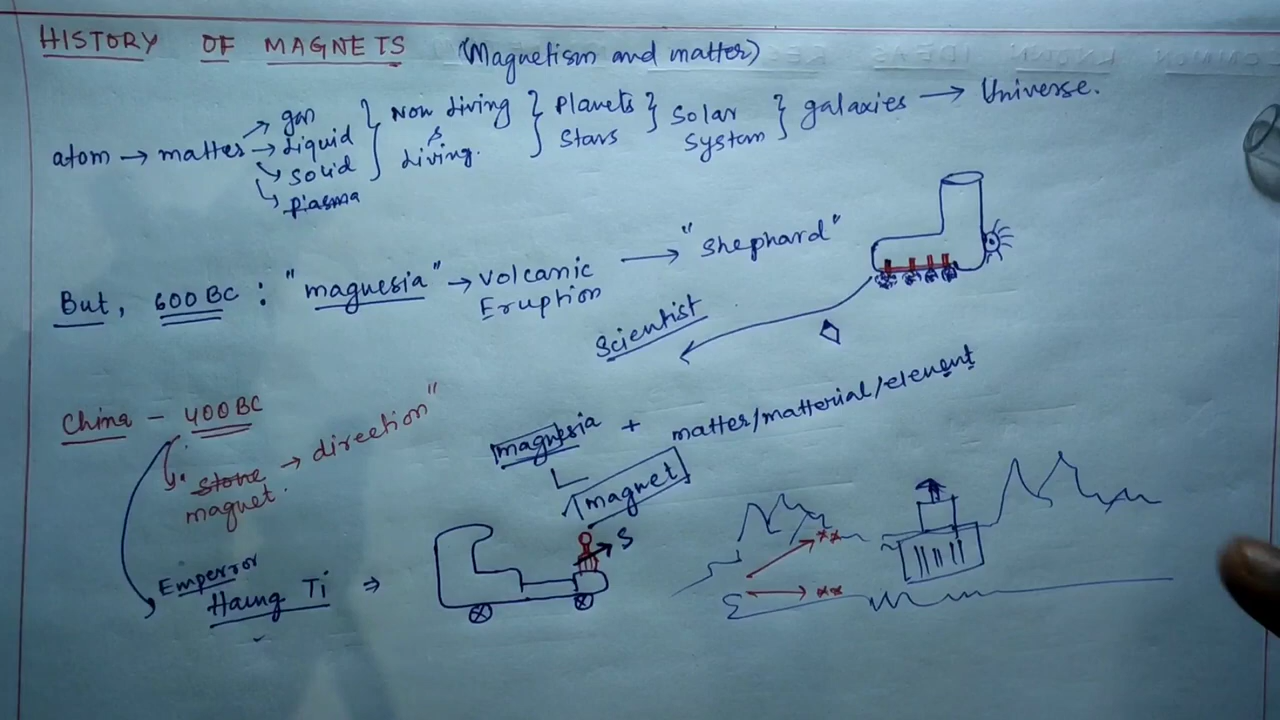 HISTORY OF MAGNETS (Magnetism and matter)
atom → matter → gas → Liquid → solid → plasma } Non living & living. } Planets Stars } Solar System } galaxies → Universe.
But, 600 BC : "magnesia" → volcanic Eruption → "Shephard"
Scientist
China - 400 BC
stone → direction"
magnet.
magnesia + matter/matterial/element
magnet
S
Emperror
Haung Ti ⇒